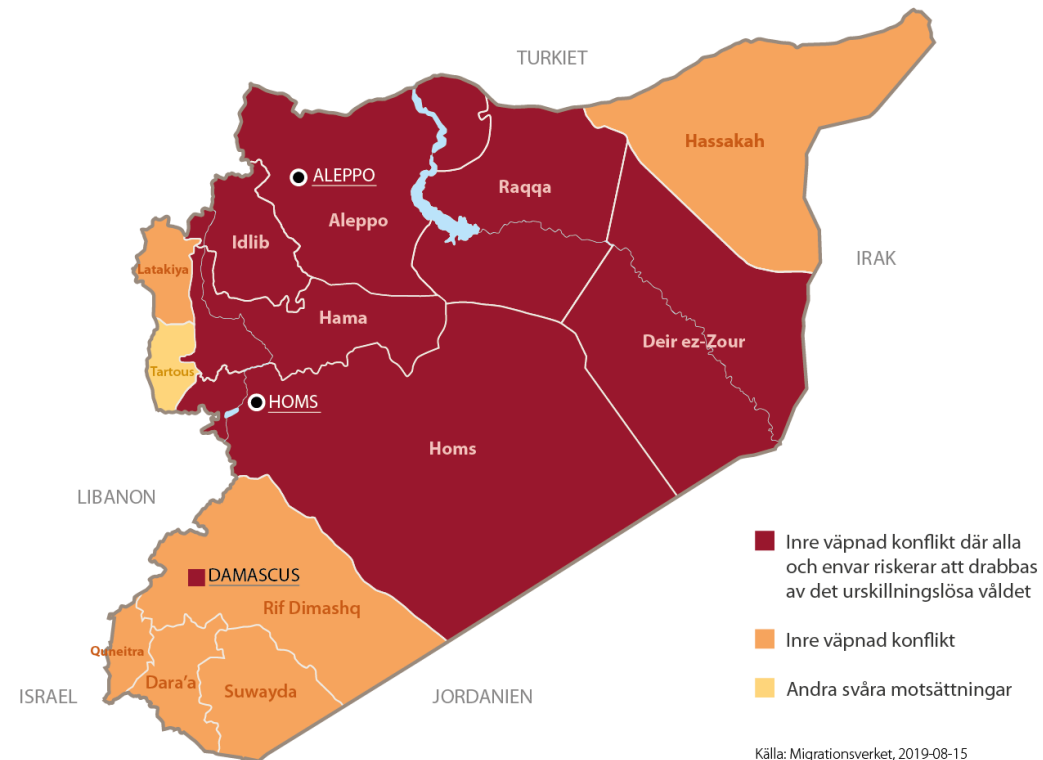 TURKIET
Hassakah
ALEPPO
Raqqa
Aleppo
Idlib
IRAK
Latakiya
Hama
Deir ez-Zour
Tartous
HOMS
Homs
LIBANON
Inre väpnad konflikt där alla
och envar riskerar att drabbas
av det urskillningslösa våldet
DAMASCUS
Rif Dimashq
Inre väpnad konflikt
Quneitra
Dara'a
Suwayda
ISRAEL
JORDANIEN
Andra svåra motsättningar
Källa: Migrationsverket, 2019-08-15